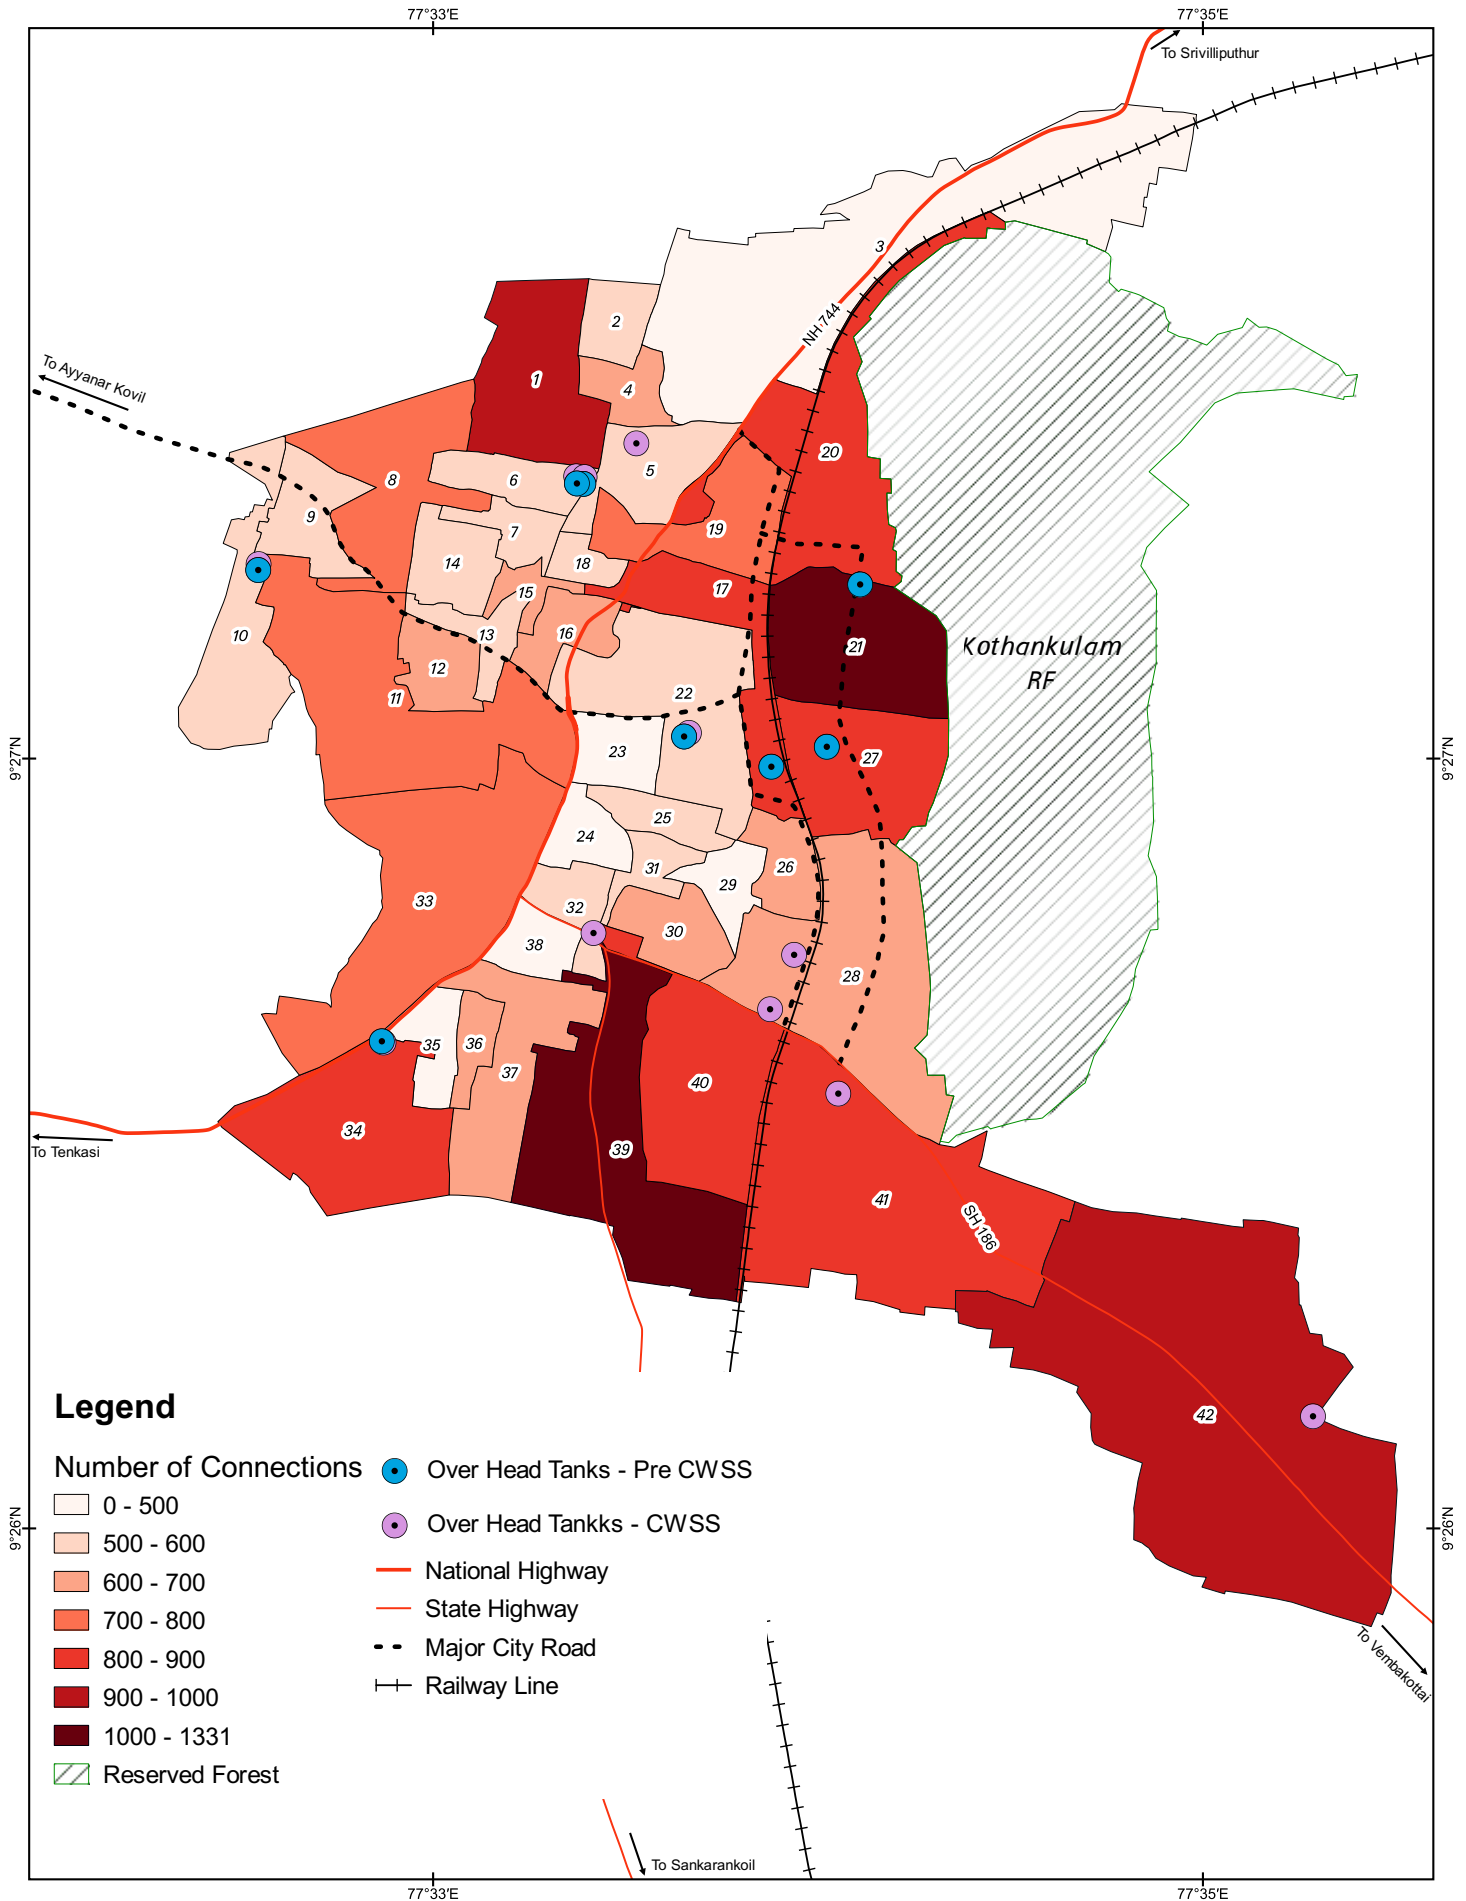 77°33'E
77°35'E
To Srivilliputhur
3
NH 744
2
1
4
To Ayyanar Kovil
20
5
6
8
9
19
7
14
18
17
15
16
13
10
21
Kothankulam
RF
12
11
22
23
27
9°27'N
9°27'N
25
24
31
26
29
33
32
30
38
28
35
36
37
40
34
39
To Tenkasi
41
SH 186
42
Legend
Number of Connections
0 - 500
500 - 600
600 - 700
700 - 800
800 - 900
900 - 1000
1000 - 1331
Reserved Forest
Over Head Tanks - Pre CWSS
Over Head Tankks - CWSS
National Highway
State Highway
Major City Road
Railway Line
9°26'N
9°26'N
To Vembakottai
To Sankarankoil
77°33'E
77°35'E